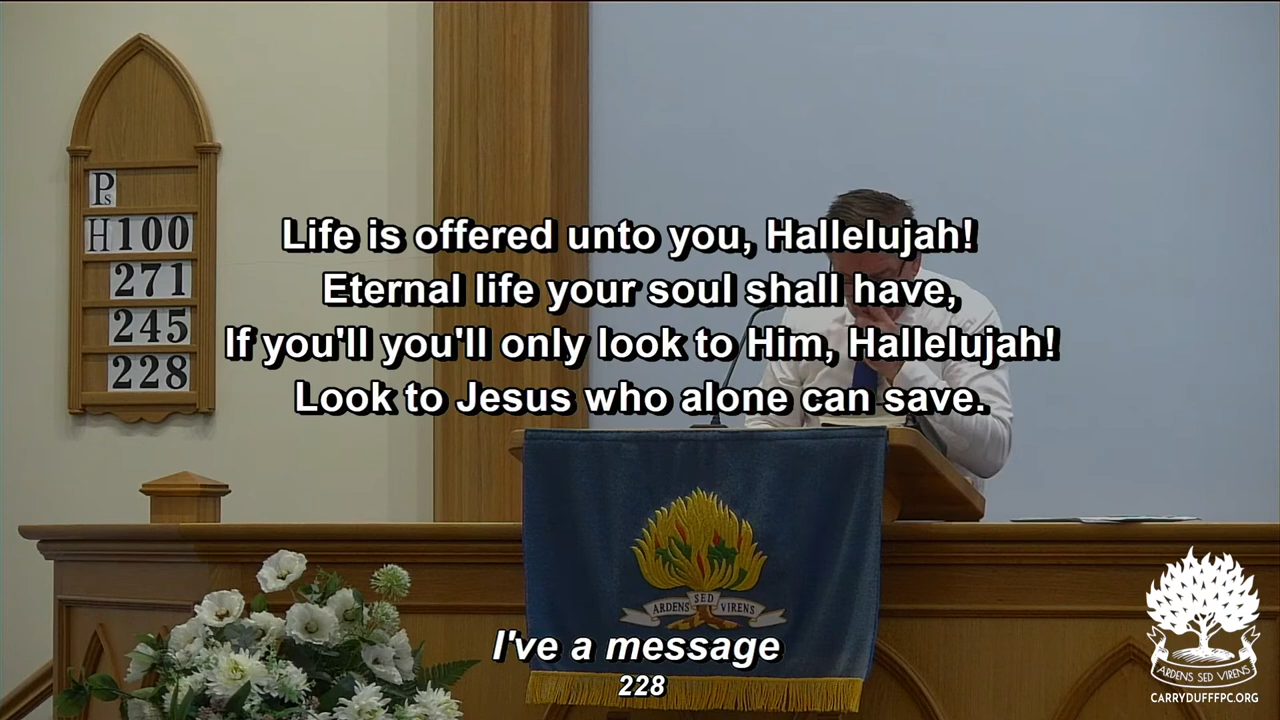 Ps
H100
271
245
228
Life is offered unto you, Hallelujah!
Eternal life your soul shall have,
If you'll you'll only look to Him, Hallelujah!
Look to Jesus who alone can save.
ARDENS SED VIRENS
I've a message
228
ARDENS SED VIRENS
CARRYDUFFFPC.ORG